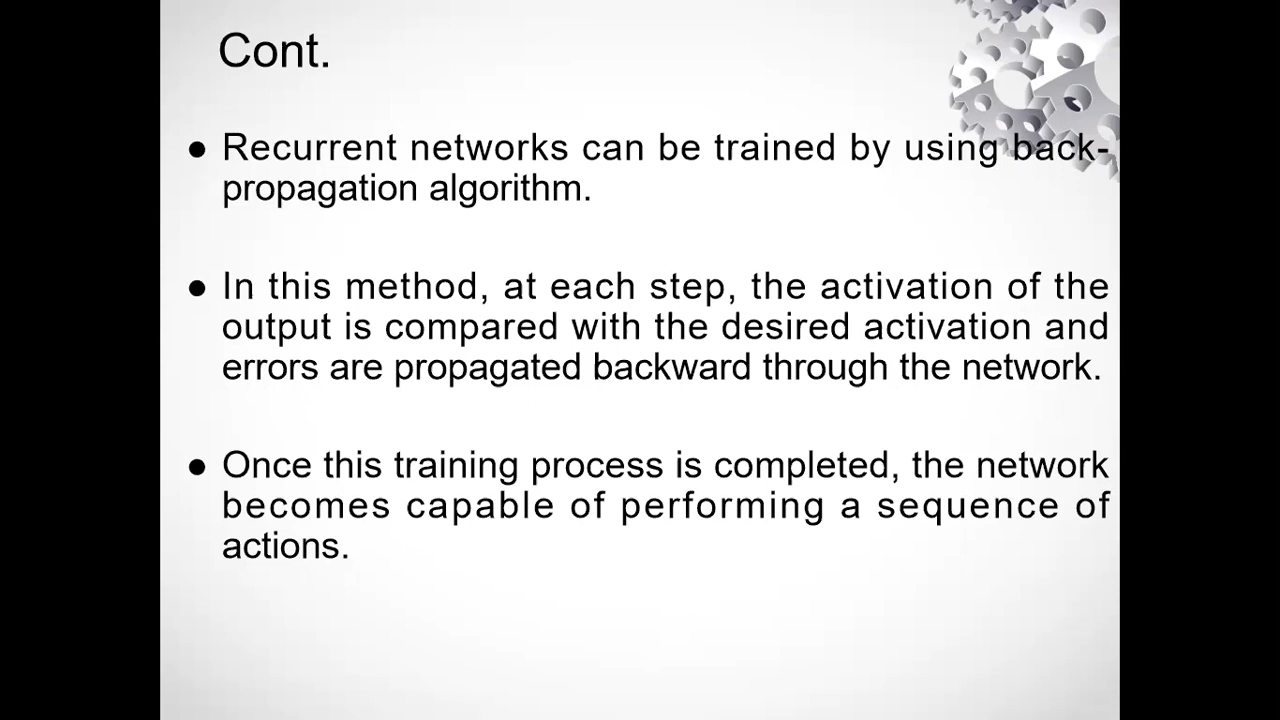 Cont.
● Recurrent networks can be trained by using back-
propagation algorithm.
● In this method, at each step, the activation of the
output is compared with the desired activation and
errors are propagated backward through the network.
● Once this training process is completed, the network
becomes capable of performing a sequence of
actions.